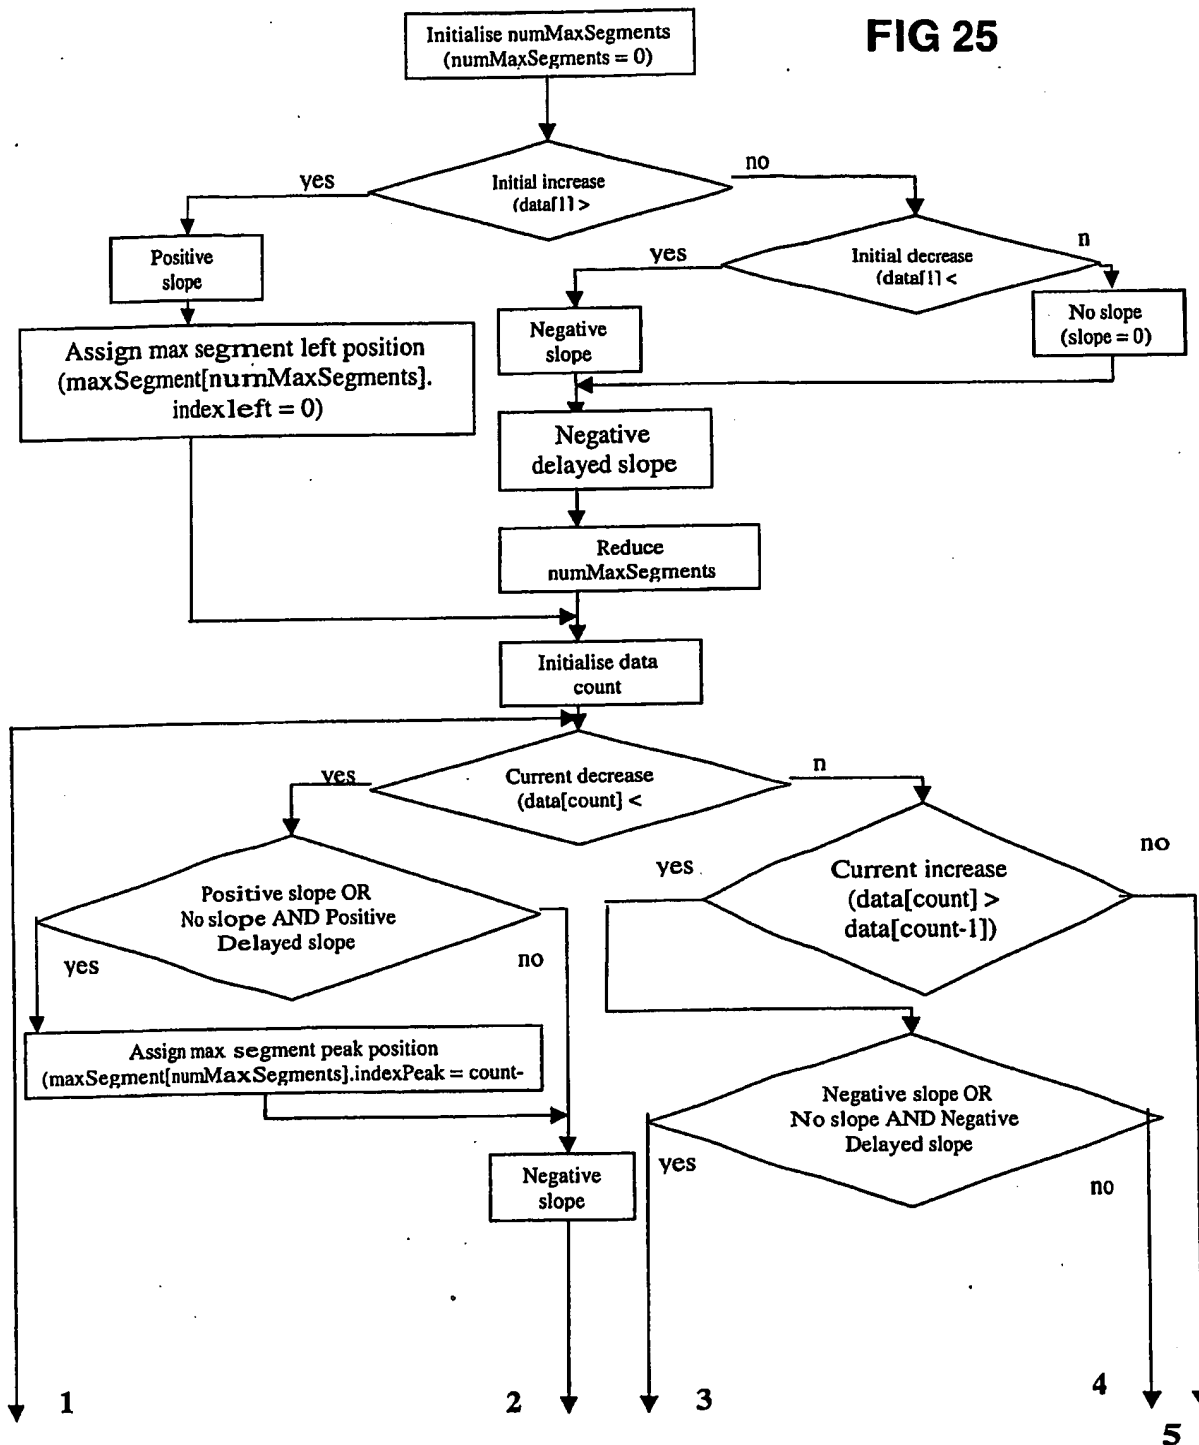 FIG 25
Initialise numMaxSegments
(numMaxSegments = 0)
yes
Initial increase
(data[1] >
no
Positive
slope
yes
Initial decrease
(data[1] <
n
Assign max segment left position
(maxSegment[numMaxSegments].
indexleft = 0)
Negative
slope
No slope
(slope = 0)
Negative
delayed slope
Reduce
numMaxSegments
Initialise data
count
yes
Current decrease
(data[count] <
n
Positive slope OR
No slope AND Positive
Delayed slope
yes
no
yes
Current increase
(data[count] >
data[count-1])
no
Assign max segment peak position
(maxSegment[numMaxSegments].indexPeak = count-
Negative slope OR
No slope AND Negative
Delayed slope
yes
no
Negative
slope
1
2
3
4
5